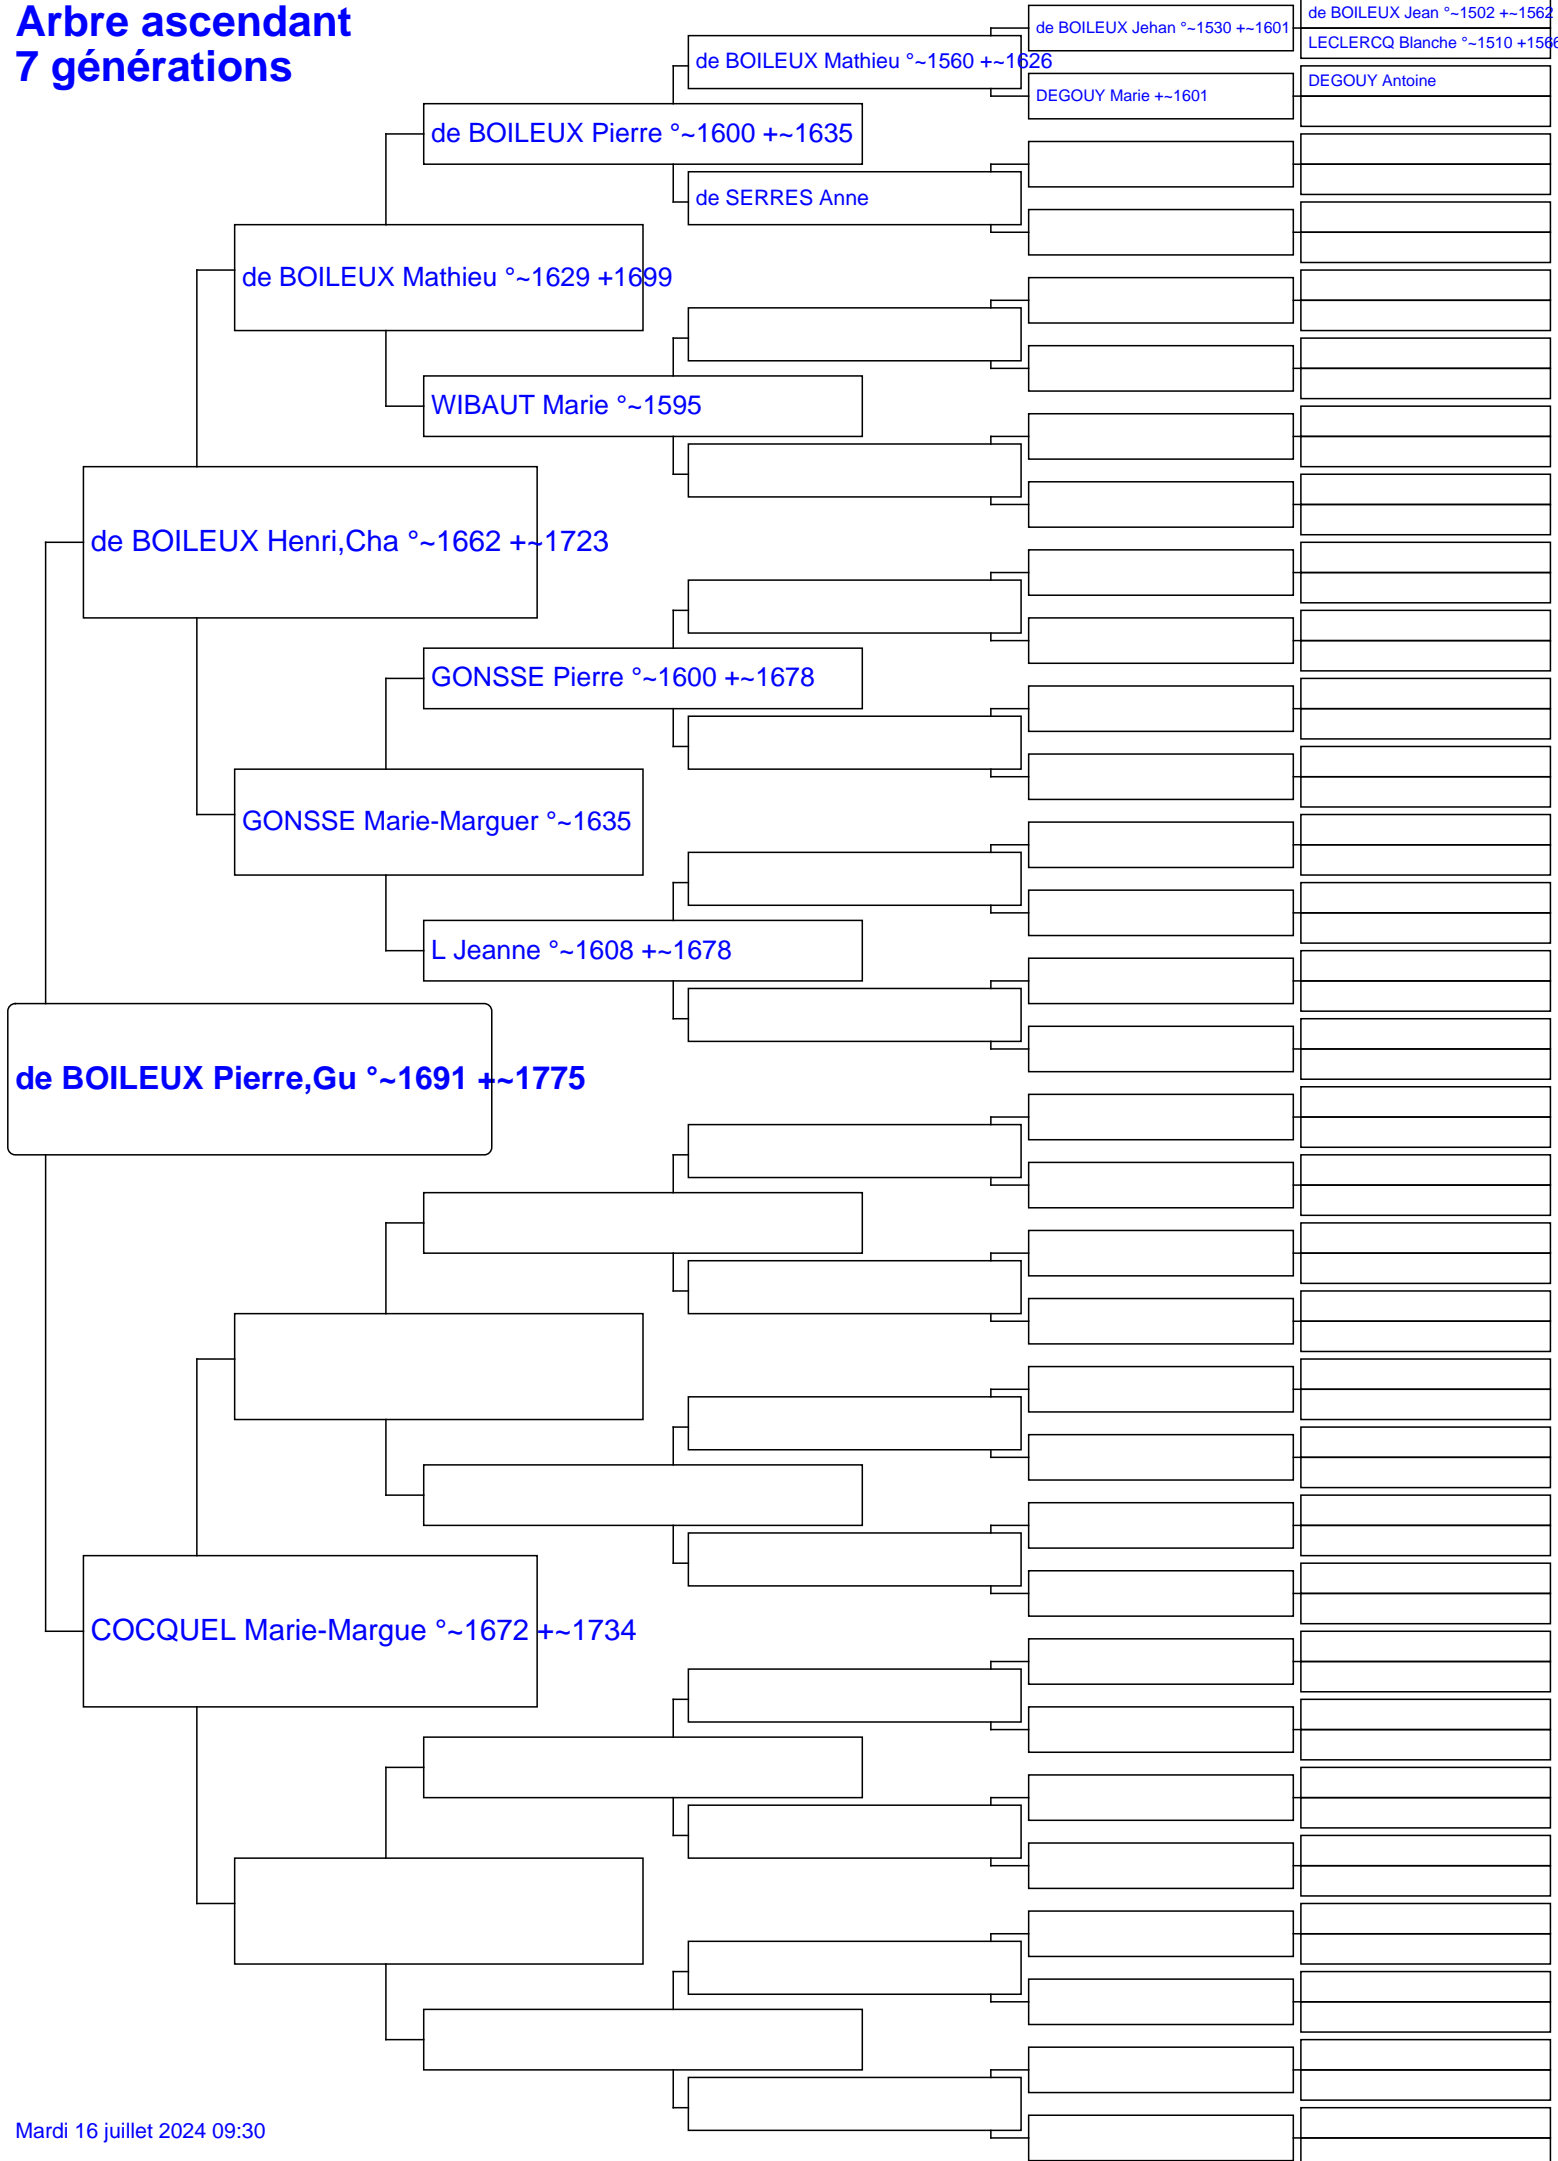 Arbre ascendant
7 générations
de BOILEUX Jean °~1502 +~1562
de BOILEUX Jehan °~1530 +~1601
LECLERCQ Blanche °~1510 +1566
de BOILEUX Mathieu °~1560 +~1626
DEGOUY Antoine
DEGOUY Marie +~1601
de BOILEUX Pierre °~1600 +~1635
de SERRES Anne
de BOILEUX Mathieu °~1629 +1699
WIBAUT Marie °~1595
de BOILEUX Henri,Cha °~1662 +~1723
GONSSE Pierre °~1600 +~1678
GONSSE Marie-Marguer °~1635
L Jeanne °~1608 +~1678
de BOILEUX Pierre,Gu °~1691 +~1775
COCQUEL Marie-Margue °~1672 +~1734
Mardi 16 juillet 2024 09:30